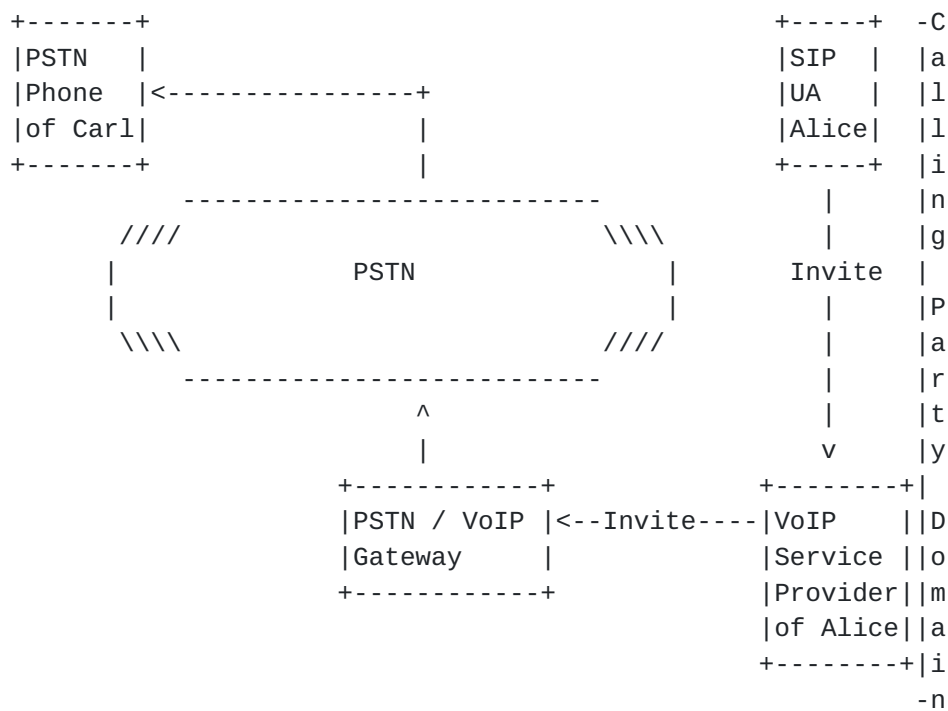 PSTN
Phone
of Carl
SIP
UA
Alice
PSTN
Invite
PSTN / VoIP
Gateway
Invite
VoIP
Service
Provider
of Alice
Calling Party Domain